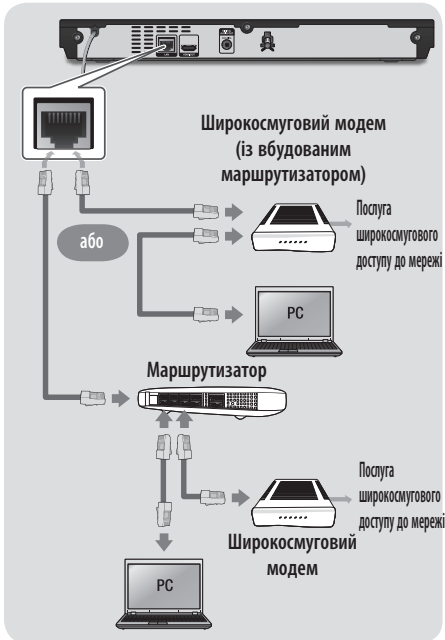 Широкосмуговий модем
(із вбудованим
маршрутизатором)
Послуга
широкосмугового
доступу до мережі
або
PC
Маршрутизатор
Послуга
широкосмугового
доступу до мережі
Широкосмуговий
модем
PC